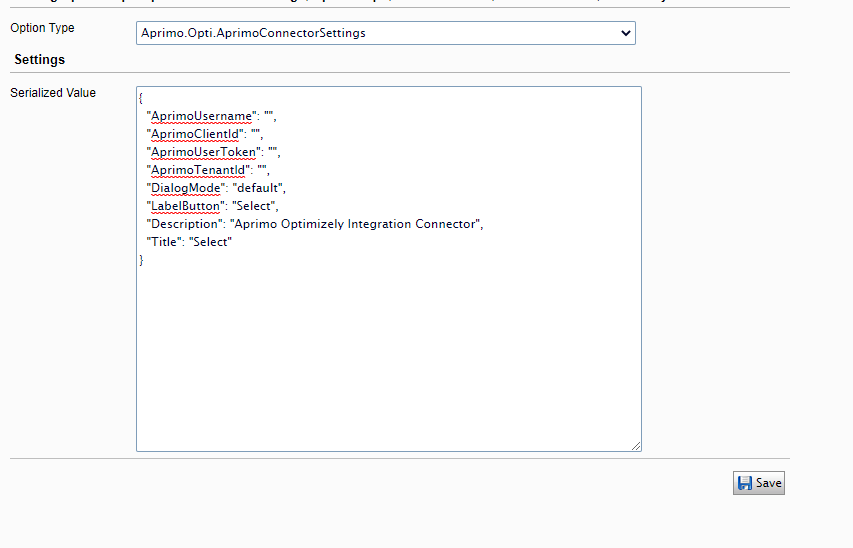 Option Type
Aprimo.Opti.AprimoConnectorSettings
Settings
Serialized Value
{
"AprimoUsername": "",
"AprimoClientId": "",
"AprimoUserToken": "",
"AprimoTenantId": "",
"DialogMode": "default",
"LabelButton": "Select",
"Description": "Aprimo Optimizely Integration Connector",
"Title": "Select"
}
Save